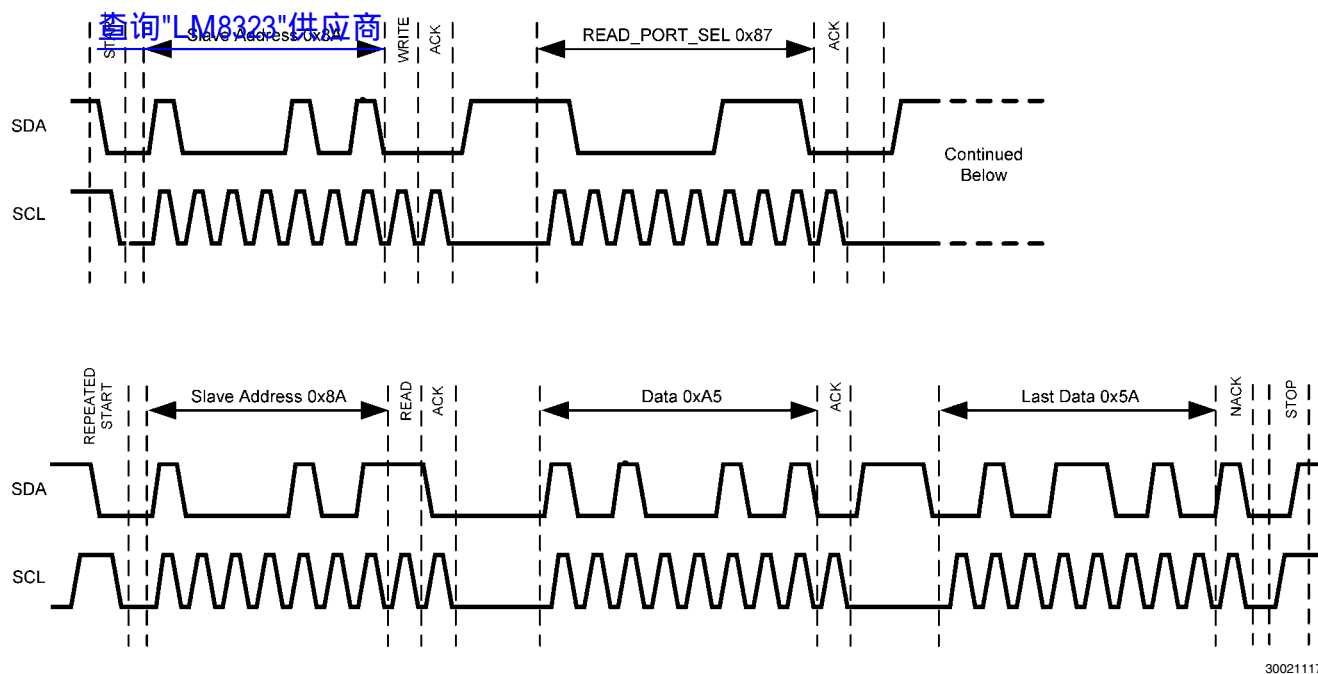 查询"LM8323"供应商
START
Slave Address 0x8A
WRITE
ACK
READ_PORT_SEL 0x87
ACK
SDA
Continued
Below
SCL
REPEATED
START
Slave Address 0x8A
READ
ACK
Data 0xA5
ACK
Last Data 0x5A
NACK
STOP
SDA
SCL
30021117